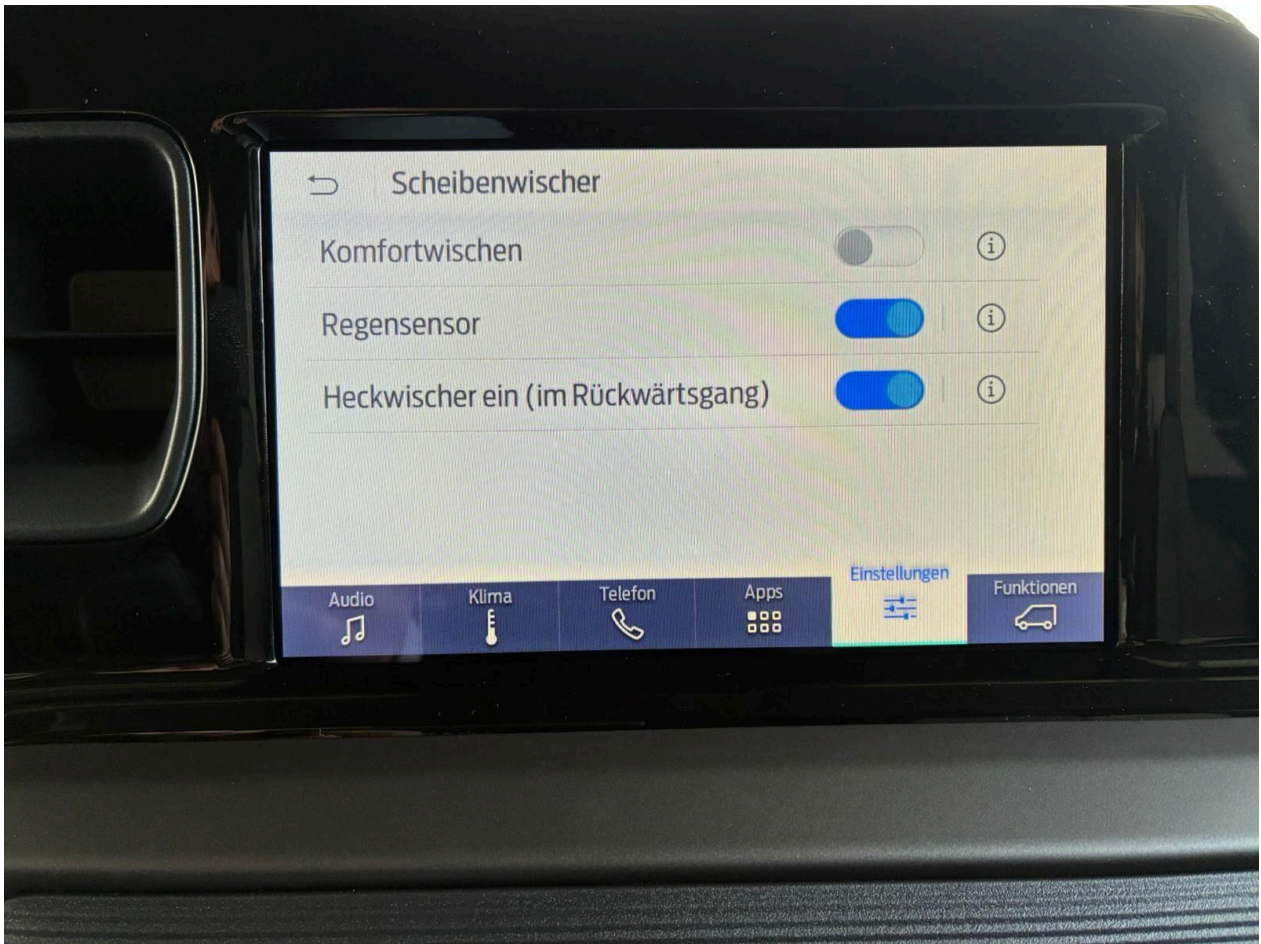 Scheibenwischer
Komfortwischen
Regensensor
Heckwischer ein (im Rückwärtsgang)
Audio
Klima
Telefon
Apps
Einstellungen
Funktionen